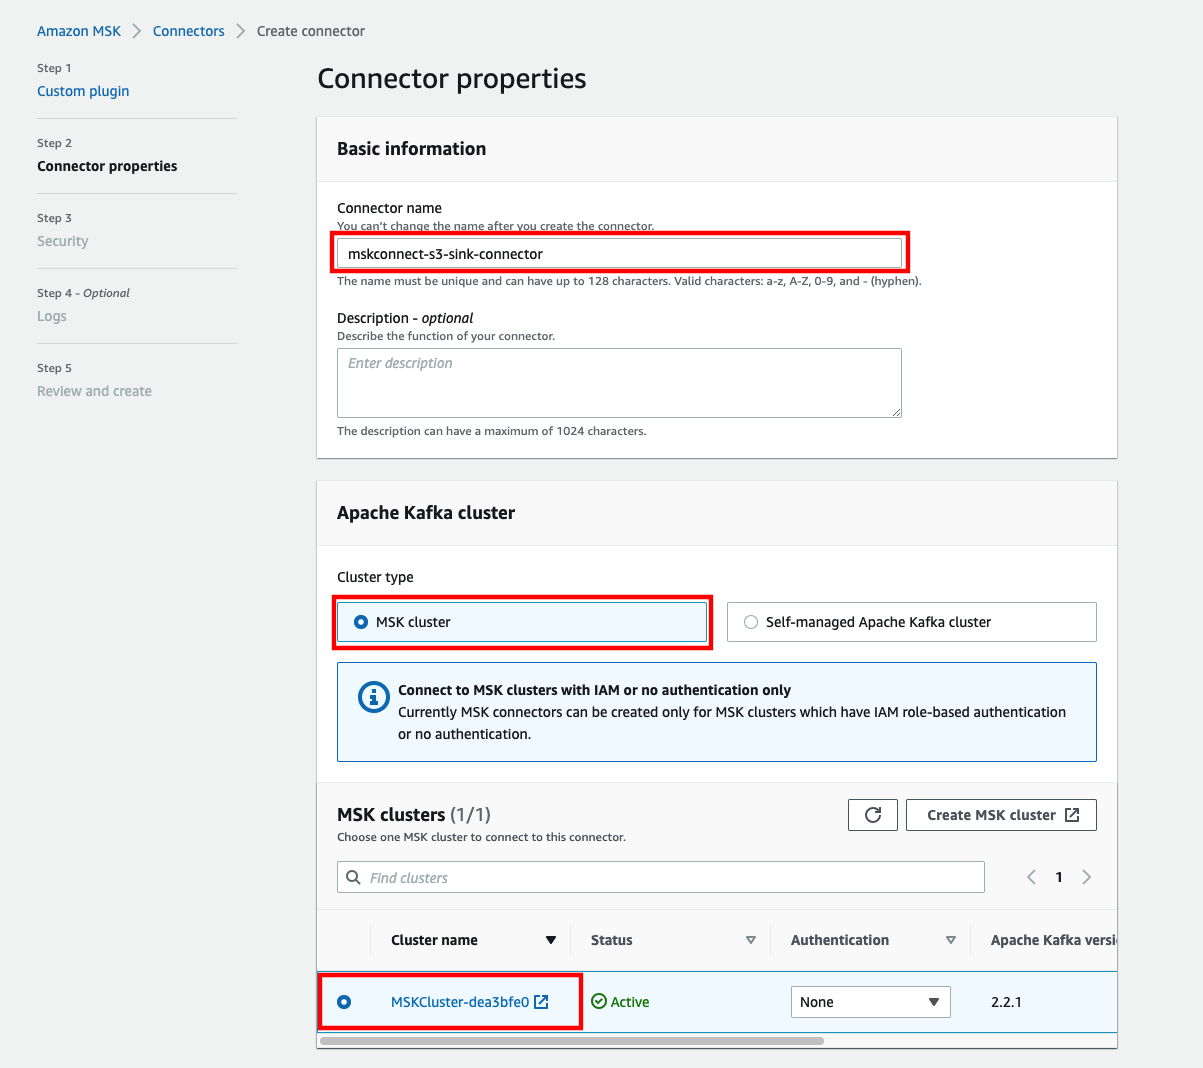 Amazon MSK > Connectors > Create connector
Step 1
Custom plugin
Step 2
Connector properties
Step 3
Security
Step 4 - Optional
Logs
Step 5
Review and create
Connector properties
Basic information
Connector name
You can't change the name after you create the connector.
mskconnect-s3-sink-connector
The name must be unique and can have up to 128 characters. Valid characters: a-z, A-Z, 0-9, and - (hyphen).
Description - optional
Describe the function of your connector.
Enter description
The description can have a maximum of 1024 characters.
Apache Kafka cluster
Cluster type
MSK cluster
Self-managed Apache Kafka cluster
Connect to MSK clusters with IAM or no authentication only
Currently MSK connectors can be created only for MSK clusters which have IAM role-based authentication
or no authentication.
MSK clusters (1/1)
Create MSK cluster
Choose one MSK cluster to connect to this connector.
Find clusters
1
Cluster name Status Authentication Apache Kafka versi
MSKCluster-dea3bfe0 Active None 2.2.1